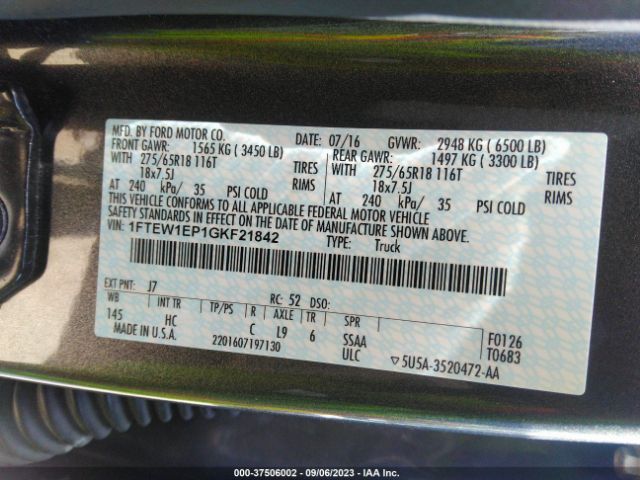 MFD. BY FORD MOTOR CO.
DATE: 07/16 GVWR: 2948 KG ( 6500 LB)
FRONT GAWR: 1565 KG ( 3450 LB)
REAR GAWR: 1497 KG ( 3300 LB)
WITH 275/65R18 116T TIRES WITH 275/65R18 116T TIRES
18x7.5J 18x7.5J
AT 240 kPa/ 35 PSI COLD AT 240 kPa/ 35 PSI COLD
THIS VEHICLE CONFORMS TO ALL APPLICABLE FEDERAL MOTOR VEHICLE
SAFETY STANDARDS IN EFFECT ON THE DATE OF MANUFACTURE SHOWN ABOVE.
VIN: 1FTEW1EP1GKF21842
TYPE: Truck
EXT PNT: J7 RC: 52 DSO:
WB INT TR TP/PS R AXLE TR SPR
145 HC C L9 6 SSAA F0126
MADE IN U.S.A. 2201607197130 ULC T0683
▽5U5A-3520472-AA
000-37506002 - 09/06/2023 - IAA Inc.